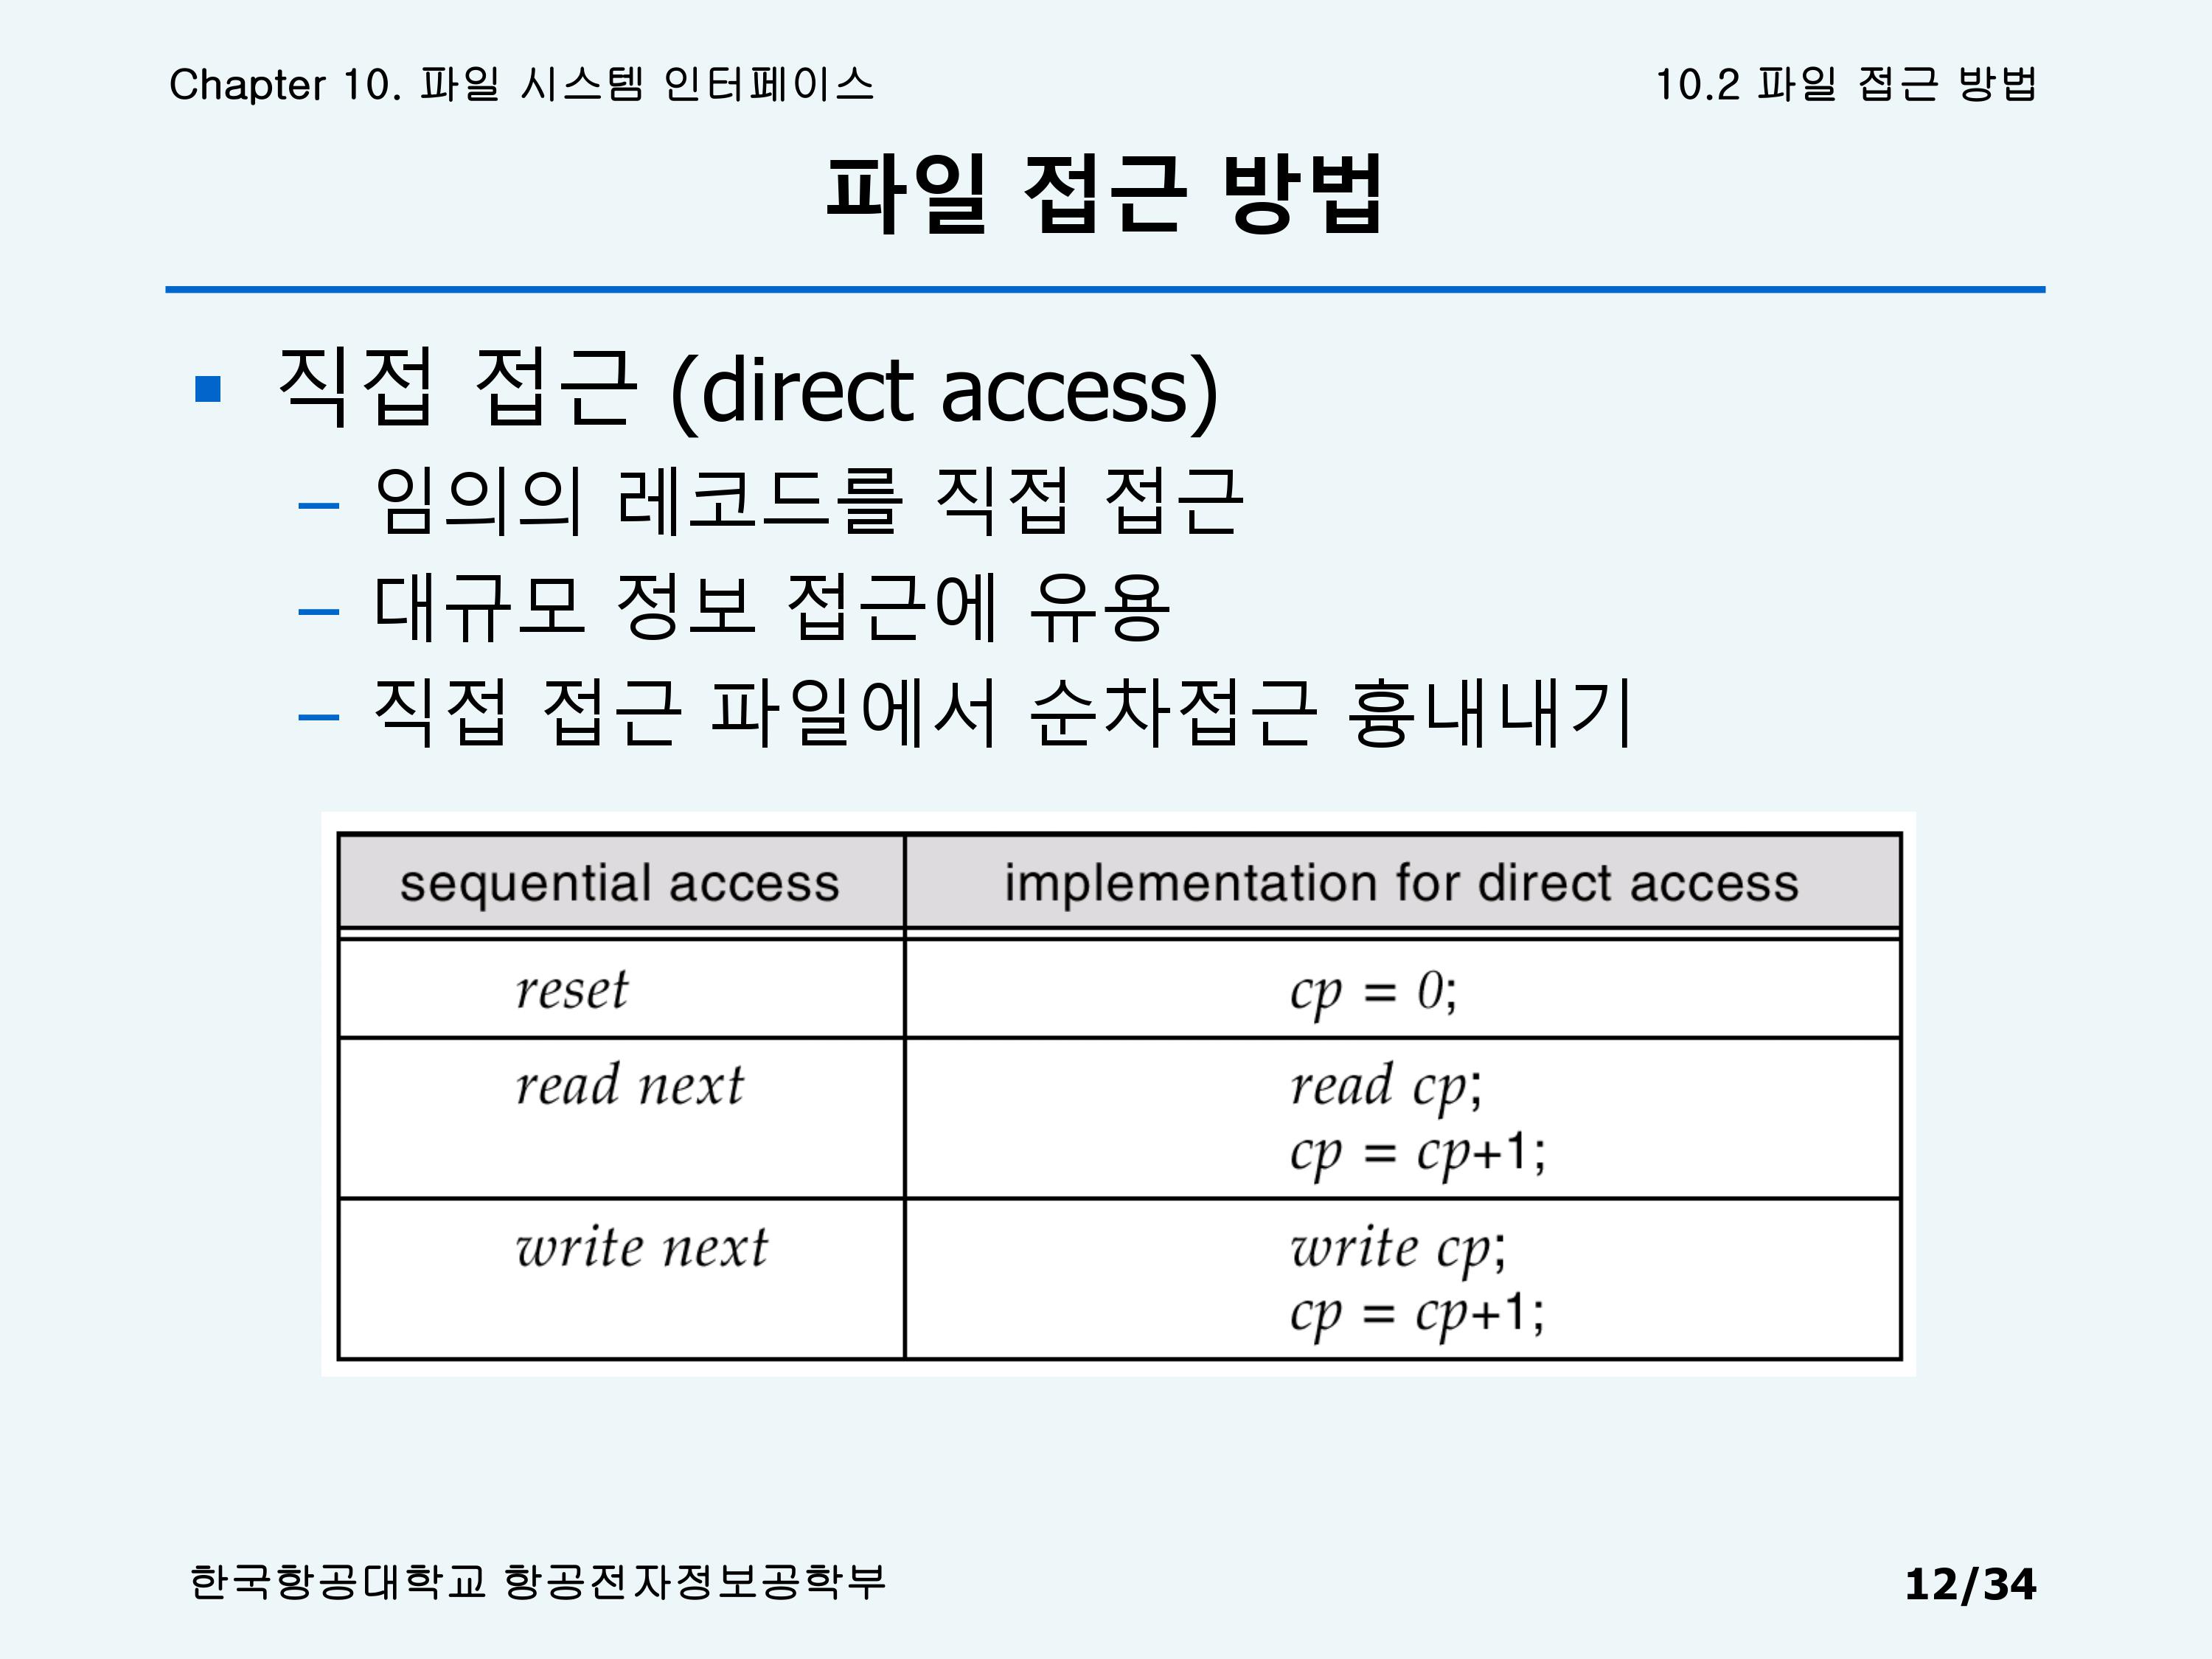 Chapter 10. 파일 시스템 인터페이스
10.2 파일 접근 방법
파일 접근 방법
▪ 직접 접근 (direct access)
– 임의의 레코드를 직접 접근
– 대규모 정보 접근에 유용
– 직접 접근 파일에서 순차접근 흉내내기
sequential access implementation for direct access
reset cp = 0;
read next read cp;
cp = cp+1;
write next write cp;
cp = cp+1;
한국항공대학교 항공전자정보공학부
12/34